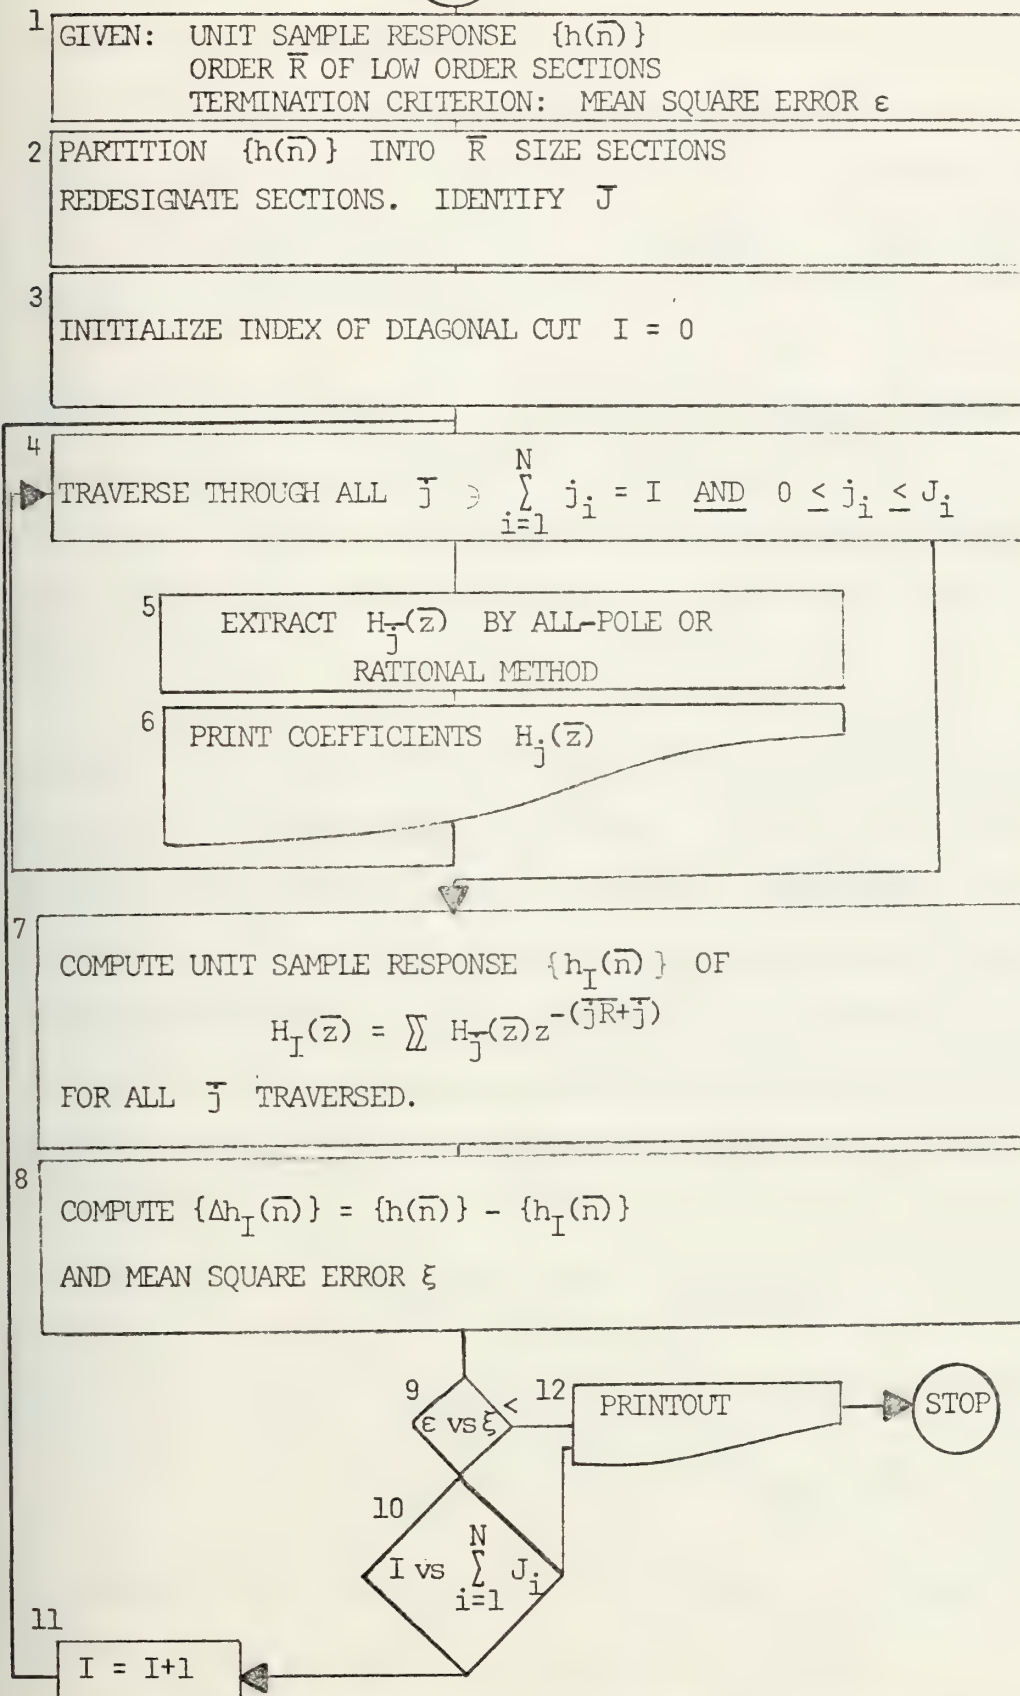 1
GIVEN: UNIT SAMPLE RESPONSE {h(n̅)}
ORDER R̅ OF LOW ORDER SECTIONS
TERMINATION CRITERION: MEAN SQUARE ERROR ε
2
PARTITION {h(n̅)} INTO R̅ SIZE SECTIONS
REDESIGNATE SECTIONS. IDENTIFY J̅
3
INITIALIZE INDEX OF DIAGONAL CUT I = 0
4
TRAVERSE THROUGH ALL j̅ ∋ N ∑ i=1 j_i = I AND 0 ≤ j_i ≤ J_i
5
EXTRACT H_j̅(z̅) BY ALL-POLE OR
RATIONAL METHOD
6
PRINT COEFFICIENTS H_j̅(z̅)
7
COMPUTE UNIT SAMPLE RESPONSE {h_I(n̅)} OF
H_I(z̅) = ∑∑ H_j̅(z̅)z^-(j̅R̅+j̅)
FOR ALL j̅ TRAVERSED.
8
COMPUTE {Δh_I(n̅)} = {h(n̅)} - {h_I(n̅)}
AND MEAN SQUARE ERROR ξ
9
ε vs ξ
<
12
PRINTOUT
STOP
10
I vs N ∑ i=1 J_i
11
I = I+1